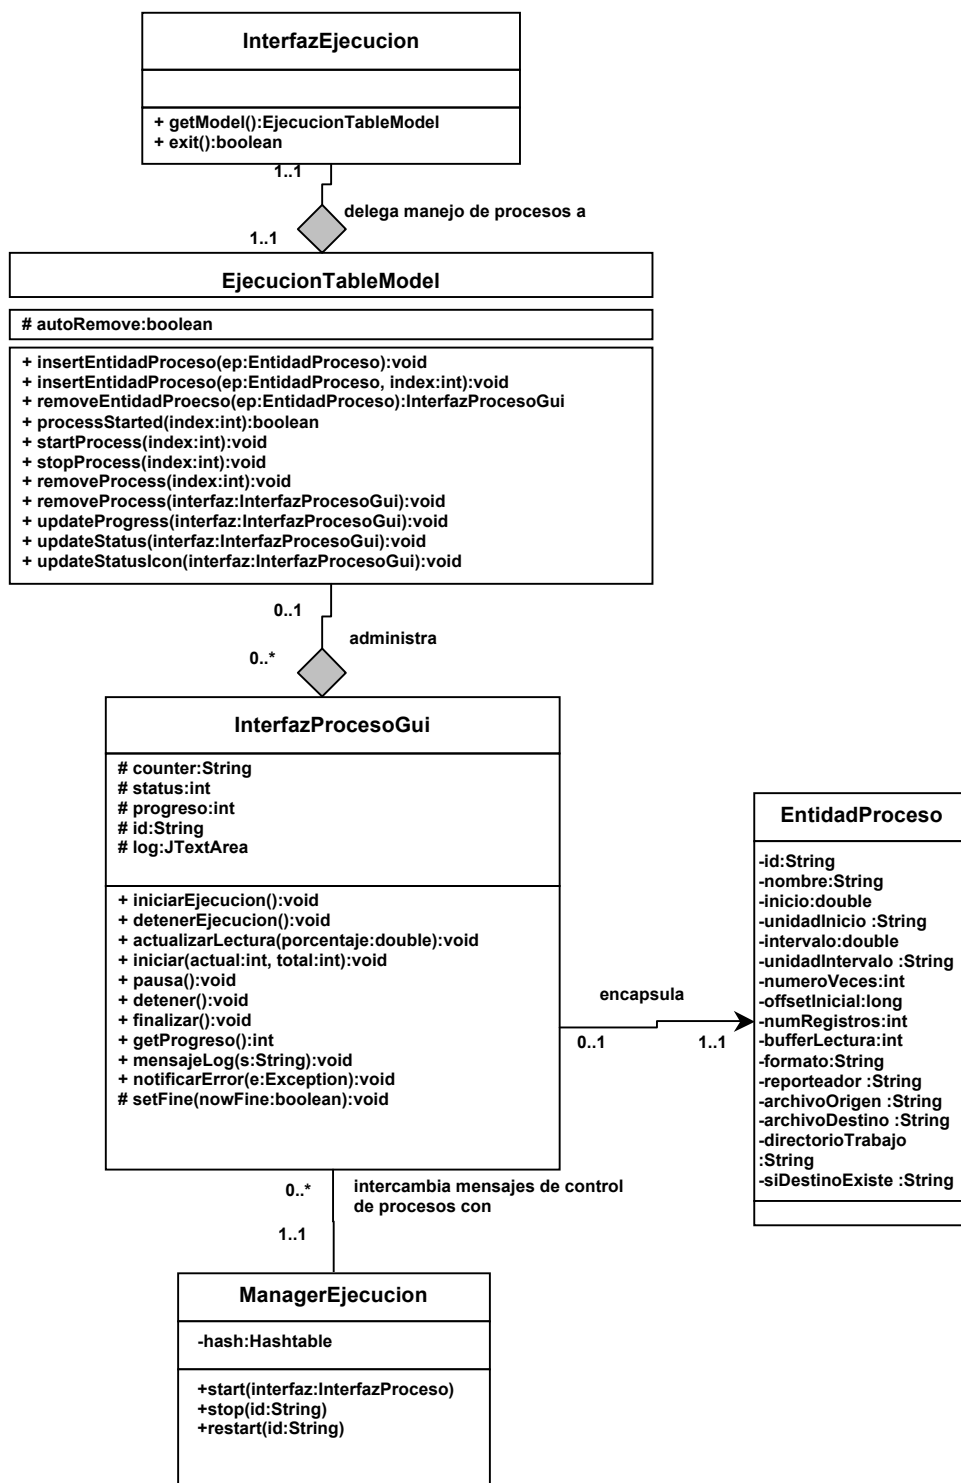 InterfazEjecucion
+ getModel():EjecucionTableModel
+ exit():boolean
1..1
delega manejo de procesos a
1..1
EjecucionTableModel
# autoRemove:boolean
+ insertEntidadProceso(ep:EntidadProceso):void
+ insertEntidadProceso(ep:EntidadProceso, index:int):void
+ removeEntidadProecso(ep:EntidadProceso):InterfazProcesoGui
+ processStarted(index:int):boolean
+ startProcess(index:int):void
+ stopProcess(index:int):void
+ removeProcess(index:int):void
+ removeProcess(interfaz:InterfazProcesoGui):void
+ updateProgress(interfaz:InterfazProcesoGui):void
+ updateStatus(interfaz:InterfazProcesoGui):void
+ updateStatusIcon(interfaz:InterfazProcesoGui):void
0..1
administra
0..*
InterfazProcesoGui
# counter:String
# status:int
# progreso:int
# id:String
# log:JTextArea
+ iniciarEjecucion():void
+ detenerEjecucion():void
+ actualizarLectura(porcentaje:double):void
+ iniciar(actual:int, total:int):void
+ pausa():void
+ detener():void
+ finalizar():void
+ getProgreso():int
+ mensajeLog(s:String):void
+ notificarError(e:Exception):void
# setFine(nowFine:boolean):void
encapsula
0..1
1..1
EntidadProceso
-id:String
-nombre:String
-inicio:double
-unidadInicio :String
-intervalo:double
-unidadIntervalo :String
-numeroVeces:int
-offsetInicial:long
-numRegistros:int
-bufferLectura:int
-formato:String
-reporteador :String
-archivoOrigen :String
-archivoDestino :String
-directorioTrabajo
:String
-siDestinoExiste :String
0..*
intercambia mensajes de control
de procesos con
1..1
ManagerEjecucion
-hash:Hashtable
+start(interfaz:InterfazProceso)
+stop(id:String)
+restart(id:String)